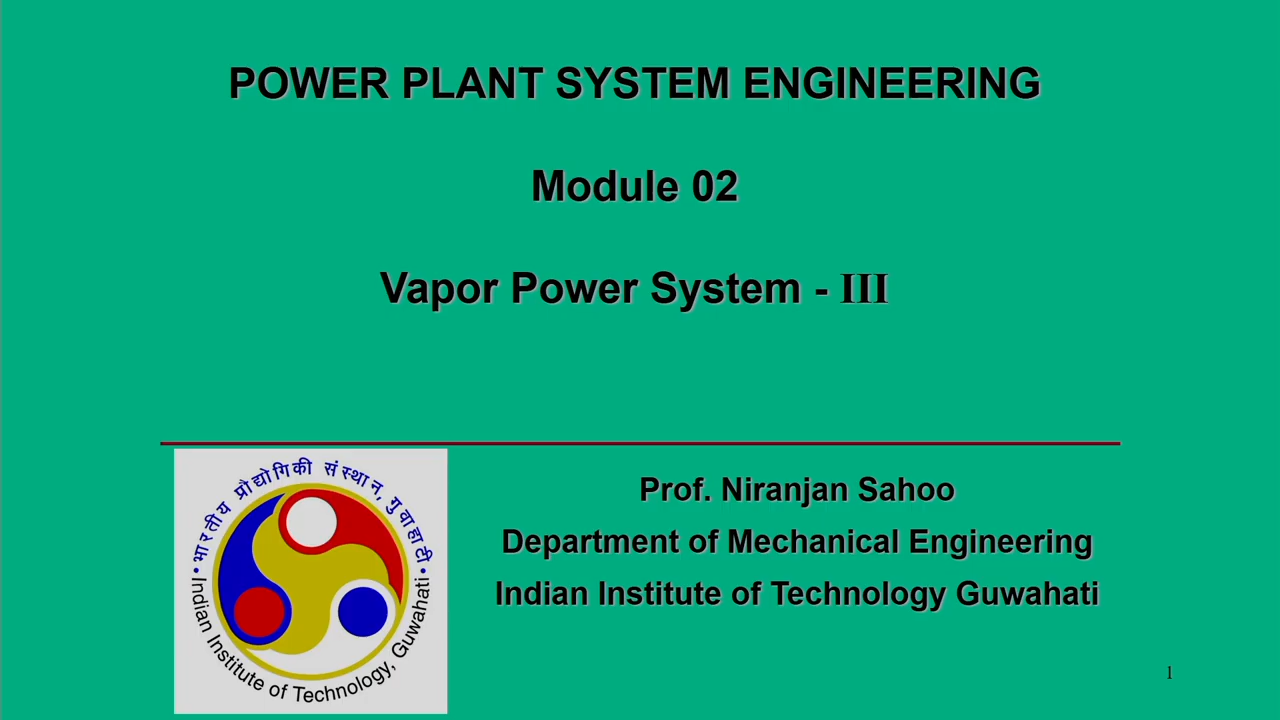 POWER PLANT SYSTEM ENGINEERING
Module 02
Vapor Power System - III
भारतीय प्रौद्योगिकी संस्थान, गुवाहाटी
Indian Institute of Technology, Guwahati
Prof. Niranjan Sahoo
Department of Mechanical Engineering
Indian Institute of Technology Guwahati
1